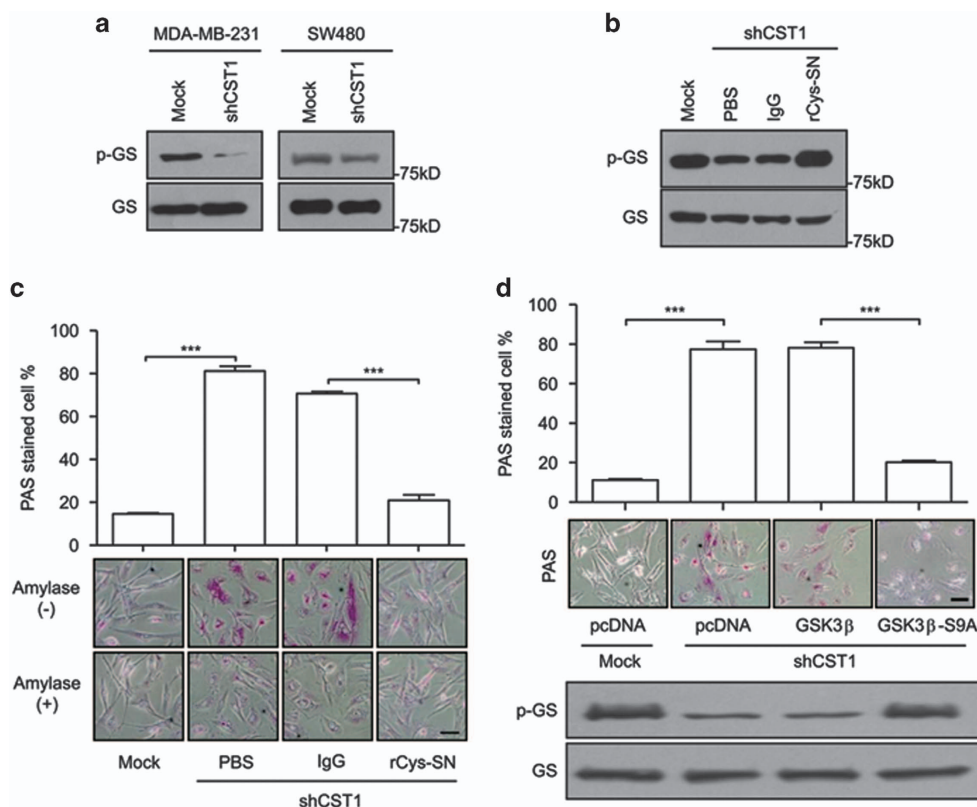 a
MDA-MB-231 SW480
Mock shCST1 Mock shCST1
p-GS
-75kD
GS
-75kD
b
shCST1
Mock PBS IgG rCys-SN
p-GS
-75kD
GS
-75kD
c
PAS stained cell %
100
80
60
40
20
0
*** ***
Amylase
(-)
Amylase
(+)
Mock PBS IgG rCys-SN
shCST1
d
PAS stained cell %
80
60
40
20
0
100
*** ***
PAS
pcDNA pcDNA GSK3β GSK3β-S9A
Mock shCST1
p-GS
GS